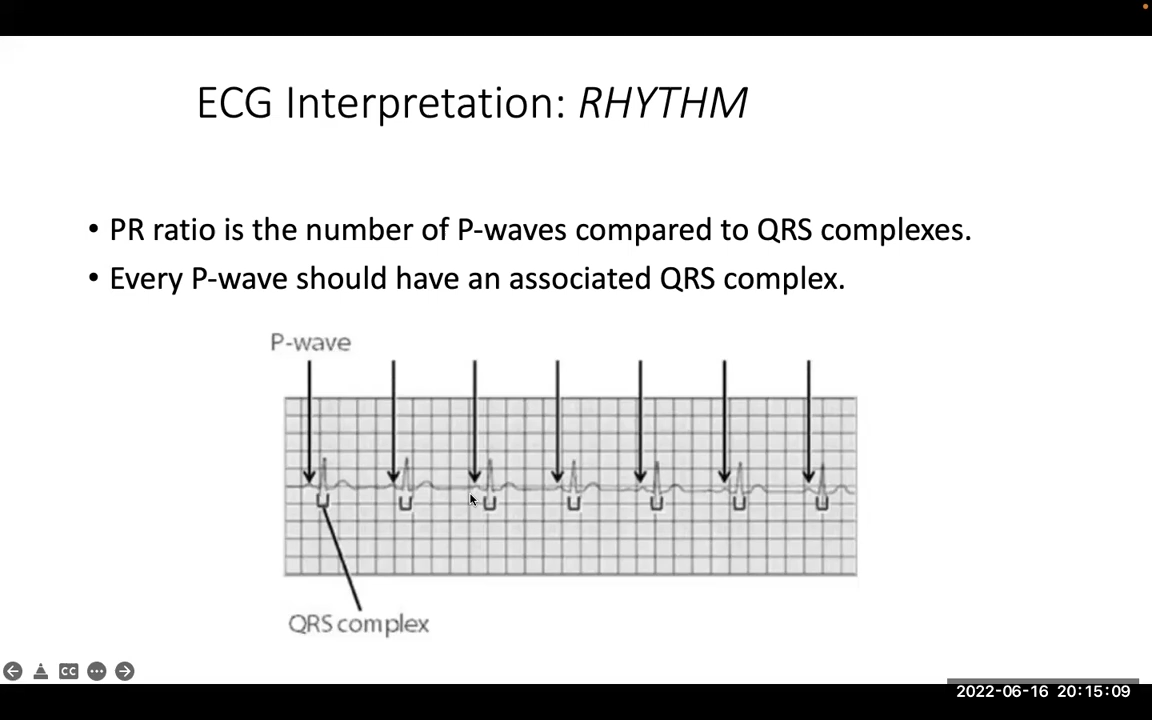 ECG Interpretation: RHYTHM
• PR ratio is the number of P-waves compared to QRS complexes.
• Every P-wave should have an associated QRS complex.
P-wave
QRS complex
CC
2022-06-16 20:15:09